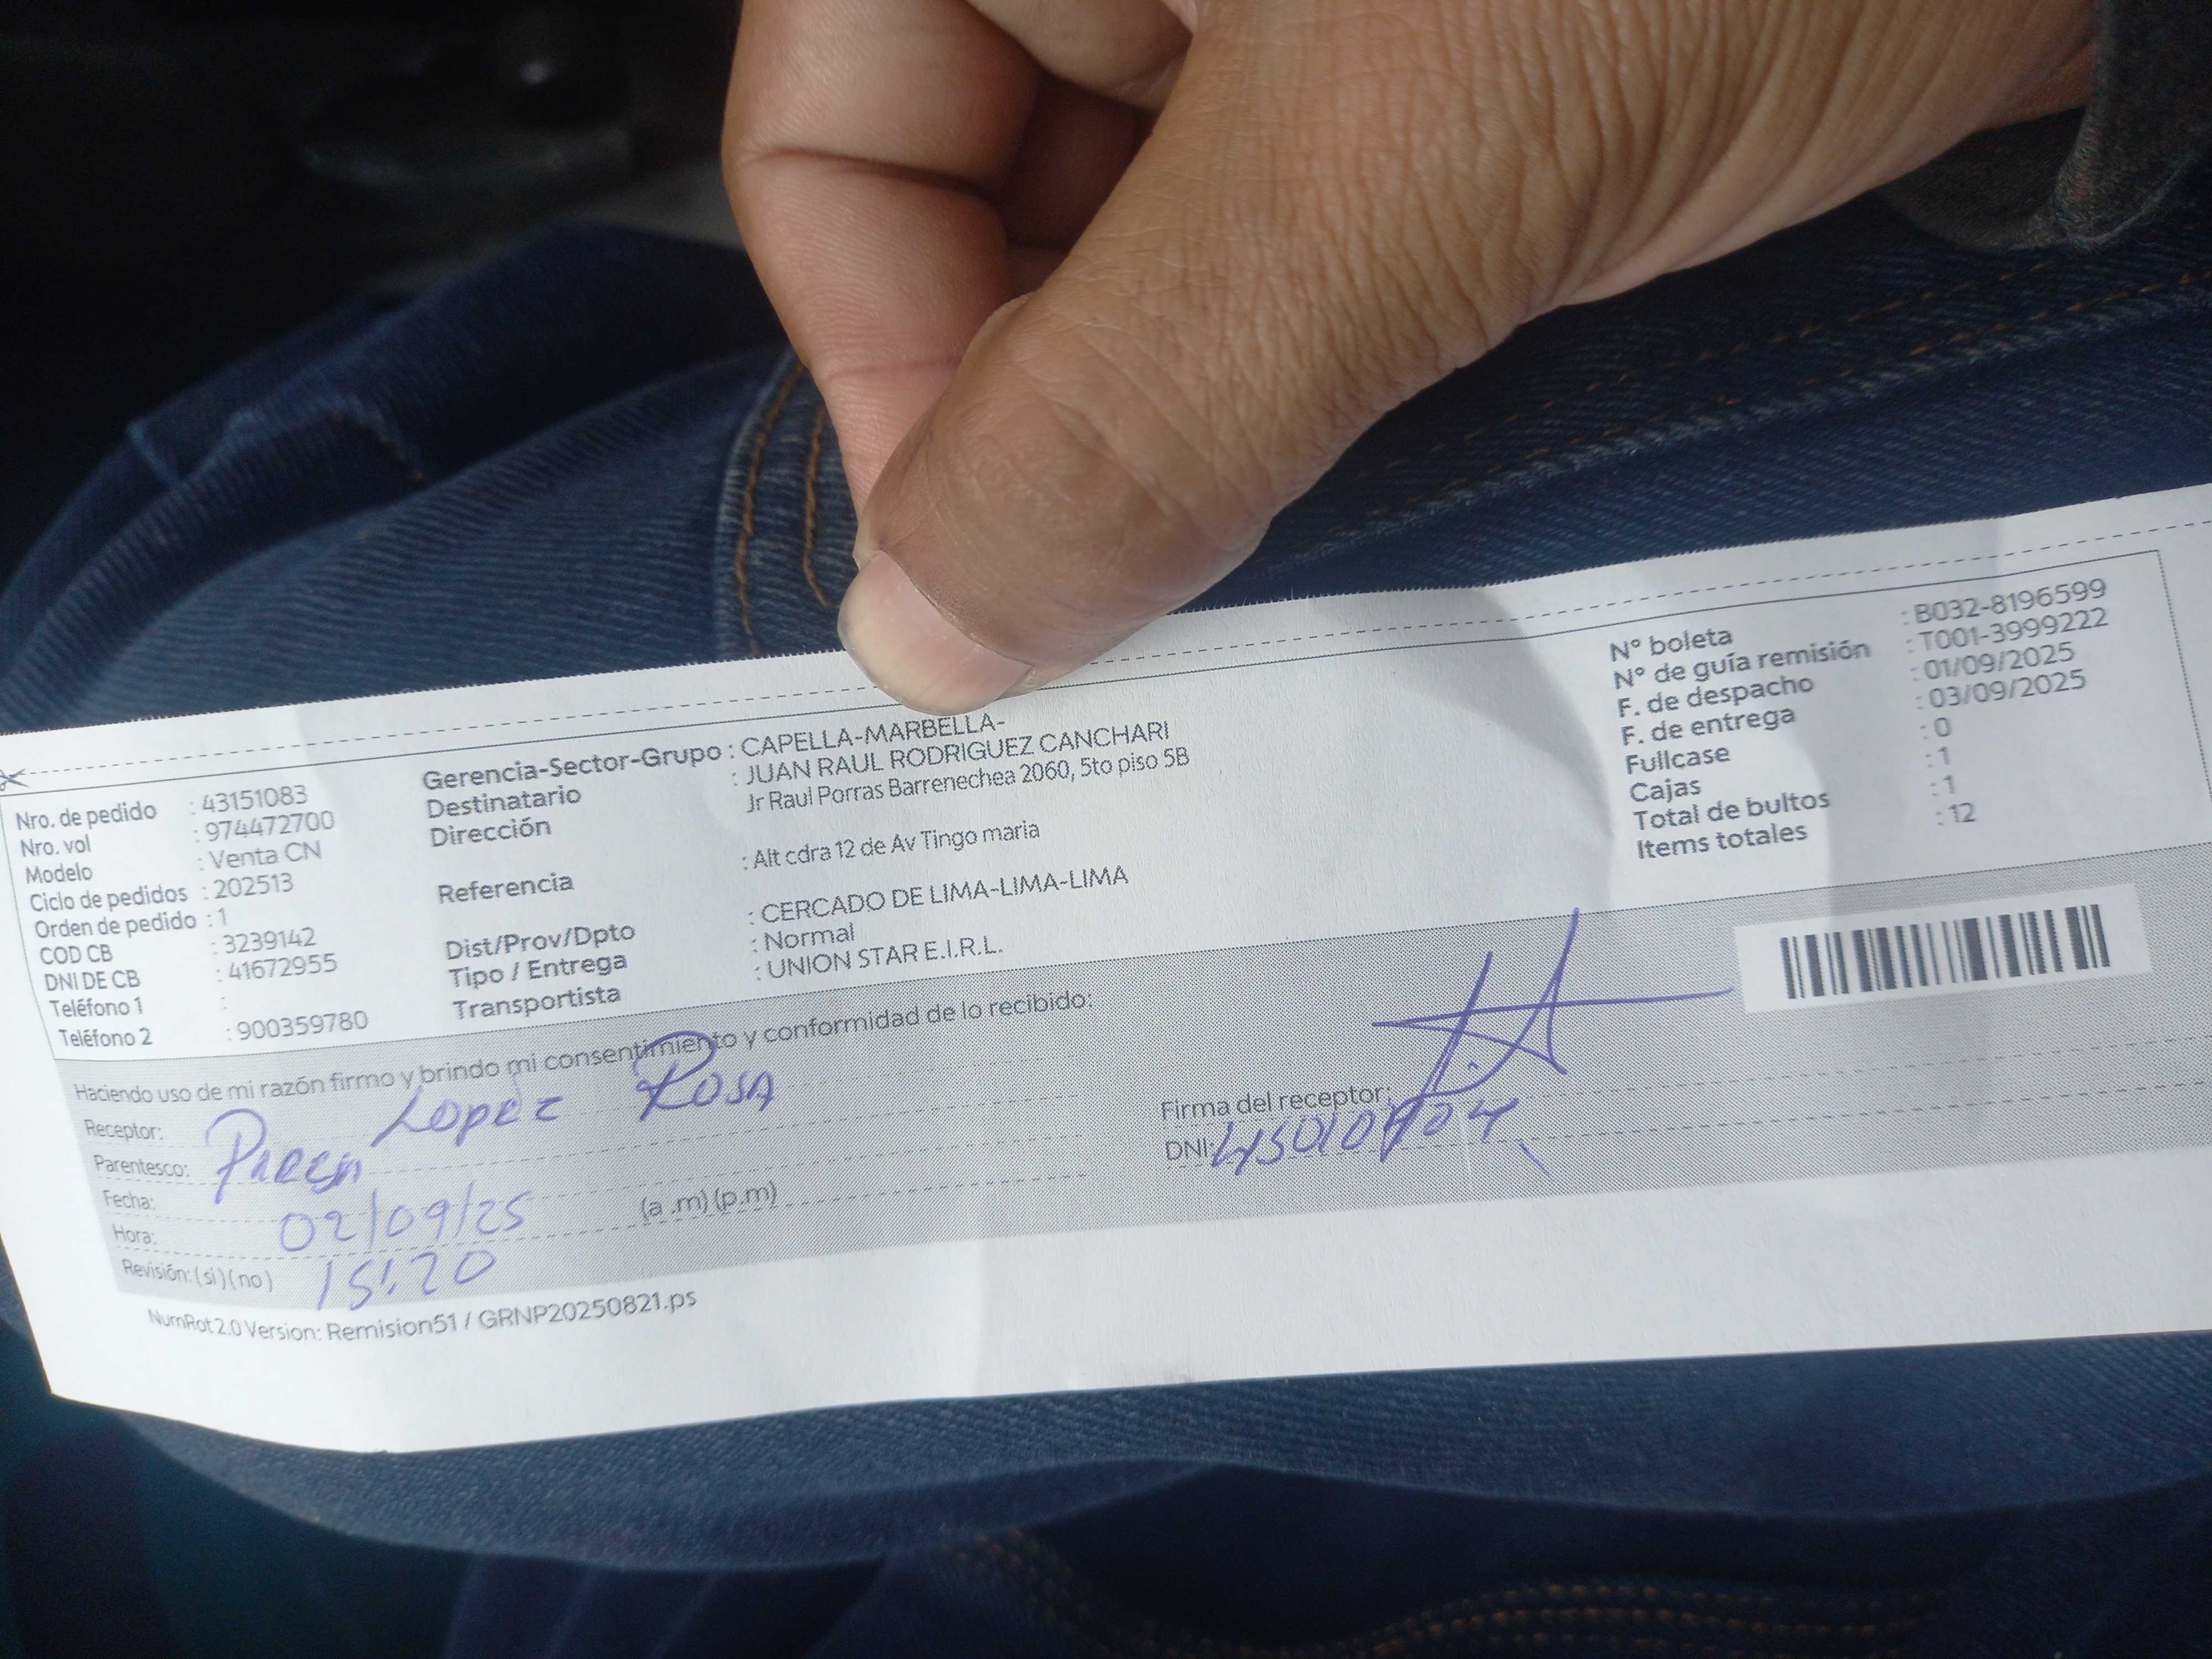 Nro. de pedido : 43151083
Nro. vol : 974472700
Modelo : Venta CN
Ciclo de pedidos : 202513
Orden de pedido : 1
COD CB : 3239142
DNI DE CB : 41672955
Teléfono 1 :
Teléfono 2 : 900359780
Gerencia-Sector-Grupo : CAPELLA-MARBELLA-
Destinatario : JUAN RAUL RODRIGUEZ CANCHARI
Dirección Jr Raul Porras Barrenechea 2060, 5to piso 5B
Referencia : Alt cdra 12 de Av Tingo maria
Dist/Prov/Dpto : CERCADO DE LIMA-LIMA-LIMA
Tipo / Entrega : Normal
Transportista : UNION STAR E.I.R.L.
N° boleta : B032-8196599
N° de guía remisión : T001-3999222
F. de despacho : 01/09/2025
F. de entrega : 03/09/2025
Fullcase : 0
Cajas : 1
Total de bultos : 1
Items totales : 12
Haciendo uso de mi razón firmo y brindo mi consentimiento y conformidad de lo recibido:
Receptor: Lopez Rosa
Parentesco:
Fecha: 02/09/25 (a .m) (p.m)
Hora: 15:20
Revisión: (si) (no)
Firma del receptor:
DNI:
NumRot 2.0 Version: Remision51 / GRNP20250821.ps